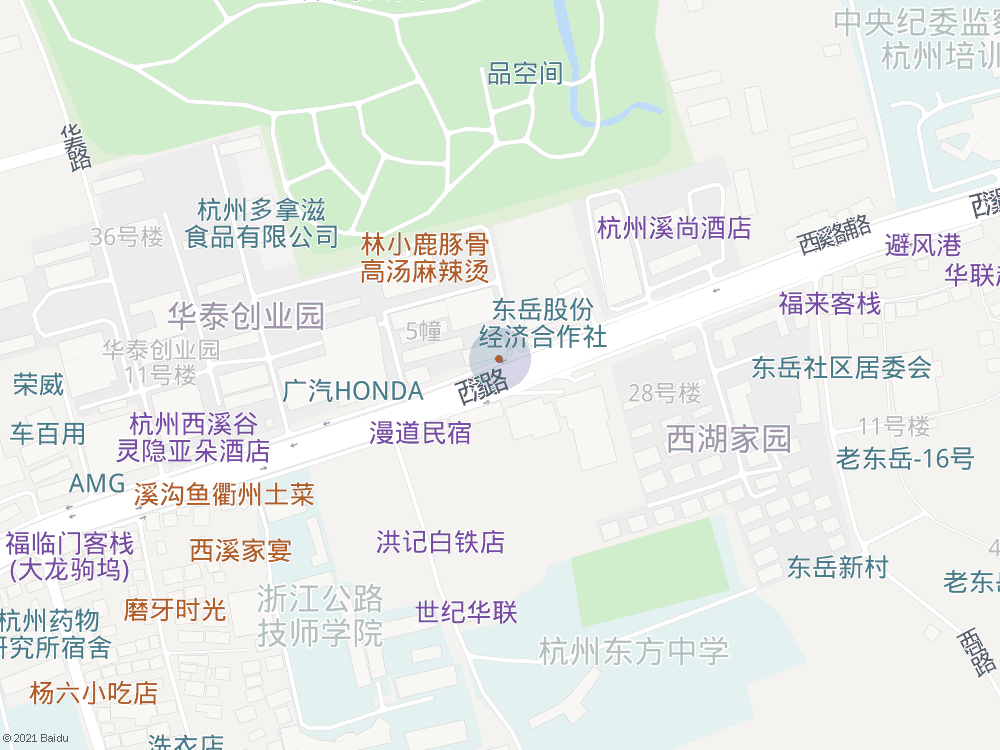 中央纪委监察
杭州培训
品空间
华泰路
杭州多拿滋
食品有限公司
36号楼
林小鹿豚骨
高汤麻辣烫
杭州溪尚酒店
西溪路辅路
避风港
华联超
福来客栈
华泰创业园
5幢
东岳股份
经济合作社
华泰创业园
11号楼
荣威
广汽HONDA
西溪路
28号楼
东岳社区居委会
车百用
杭州西溪谷
灵隐亚朵酒店
漫道民宿
西湖家园
11号楼
老东岳-16号
AMG
溪沟鱼衢州土菜
福临门客栈
(大龙驹坞)
西溪家宴
洪记白铁店
东岳新村
老东岳
磨牙时光
浙江公路
技师学院
世纪华联
杭州药物
研究所宿舍
杭州东方中学
杨六小吃店
洗衣店
© 2021 Baidu